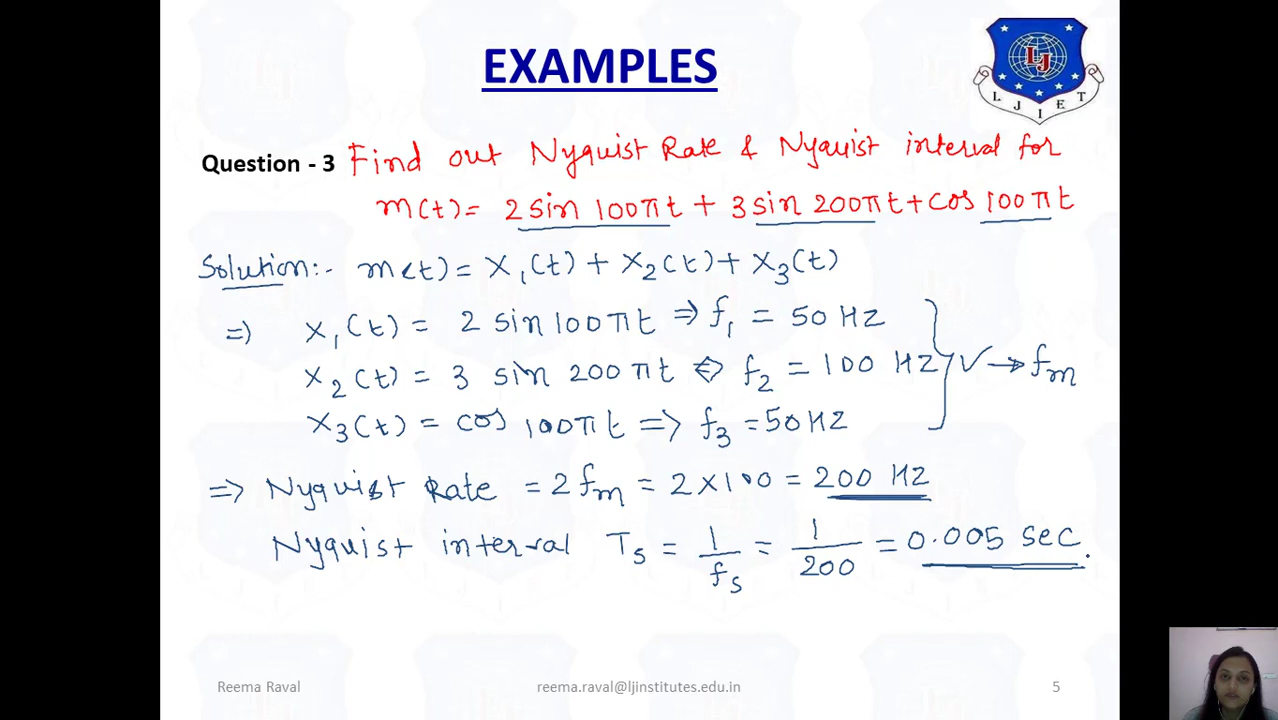 EXAMPLES
LJ
L J I E T
Question - 3 Find out Nyquist Rate & Nyquist interval for
m(t)= 2 sin 100πt + 3 sin 200πt + cos 100πt
Solution:- m(t) = x₁(t) + x₂(t) + x₃(t)
=> x₁(t) = 2 sin 100πt => f₁ = 50 HZ
x₂(t) = 3 sin 200πt <=> f₂ = 100 HZ ✓ → fm
x₃(t) = cos 100πt => f₃ = 50 HZ
=> Nyquist Rate = 2fm = 2×100 = 200 HZ
Nyquist interval Ts = 1/fs = 1/200 = 0.005 sec
Reema Raval reema.raval@ljinstitutes.edu.in 5